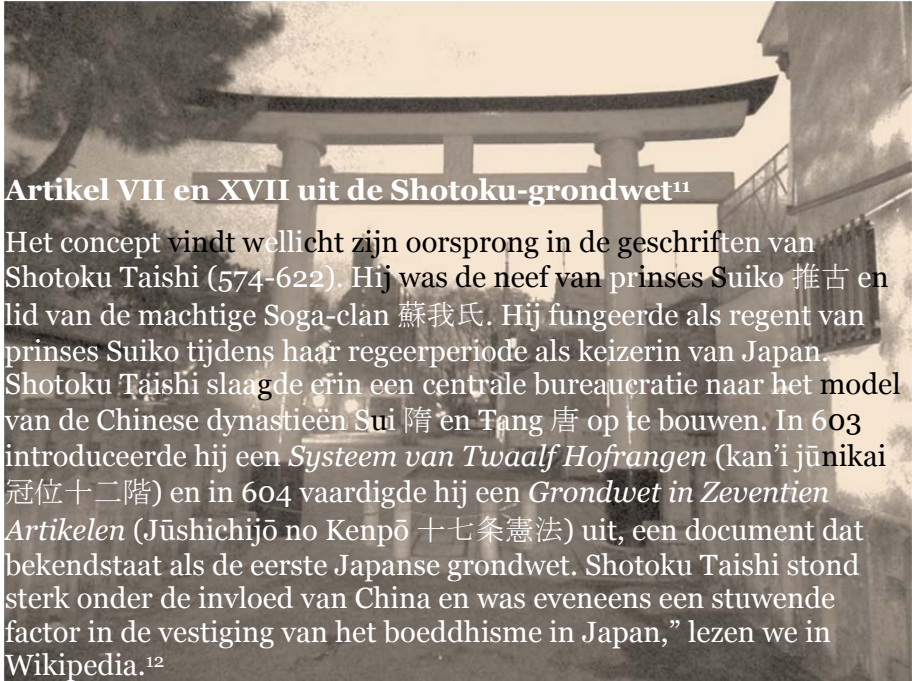 Artikel VII en XVII uit de Shotoku-grondwet¹¹
Het concept vindt wellicht zijn oorsprong in de geschriften van
Shotoku Taishi (574-622). Hij was de neef van prinses Suiko 推古 en
lid van de machtige Soga-clan 蘇我氏. Hij fungeerde als regent van
prinses Suiko tijdens haar regeerperiode als keizerin van Japan.
Shotoku Taishi slaagde erin een centrale bureaucratie naar het model
van de Chinese dynastieën Sui 隋 en Tang 唐 op te bouwen. In 603
introduceerde hij een Systeem van Twaalf Hofrangen (kan’i jūnikai
冠位十二階) en in 604 vaardigde hij een Grondwet in Zeventien
Artikelen (Jūshichijō no Kenpō 十七条憲法) uit, een document dat
bekendstaat als de eerste Japanse grondwet. Shotoku Taishi stond
sterk onder de invloed van China en was eveneens een stuwende
factor in de vestiging van het boeddhisme in Japan,” lezen we in
Wikipedia.¹²